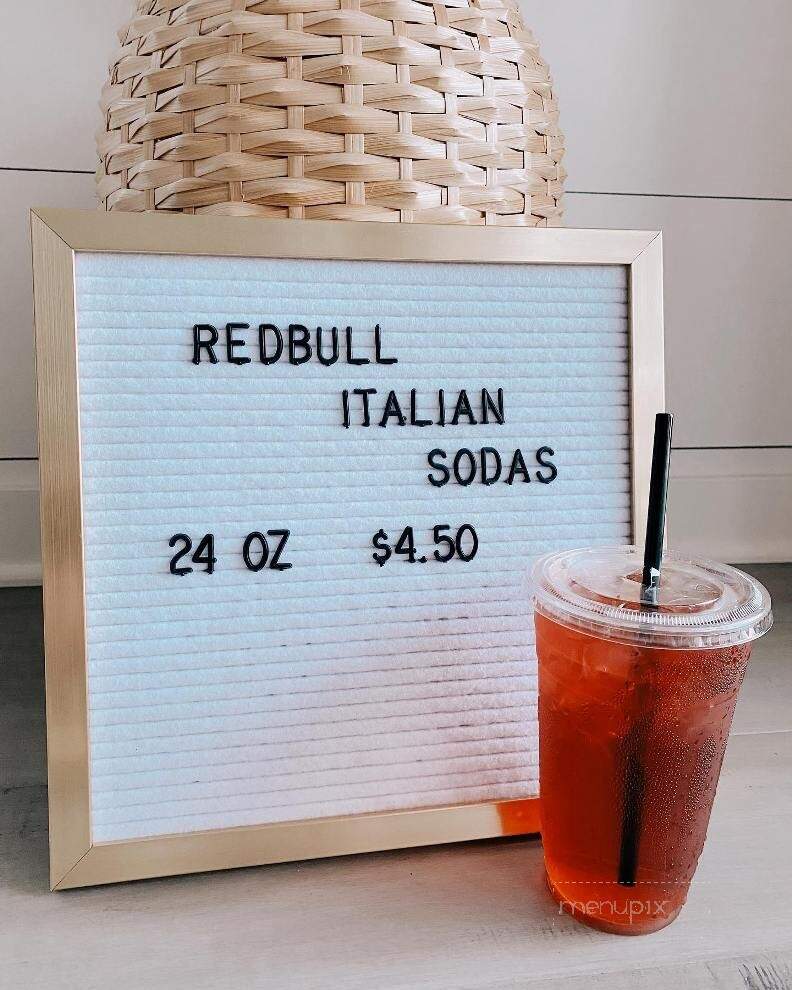 REDBULL
ITALIAN
SODAS
24 OZ $4.50
menupix